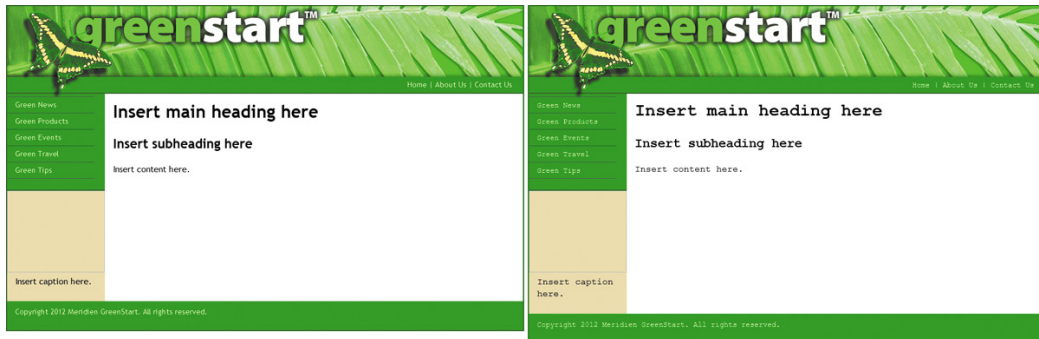 greenstart™
Home | About Us | Contact Us
Green News
Green Products
Green Events
Green Travel
Green Tips
Insert main heading here
Insert subheading here
Insert content here.
Insert caption here.
Copyright 2012 Meridien GreenStart. All rights reserved.
greenstart™
Home | About Us | Contact Us
Green News
Green Products
Green Events
Green Travel
Green Tips
Insert main heading here
Insert subheading here
Insert content here.
Insert caption
here.
Copyright 2012 Meridien GreenStart. All rights reserved.